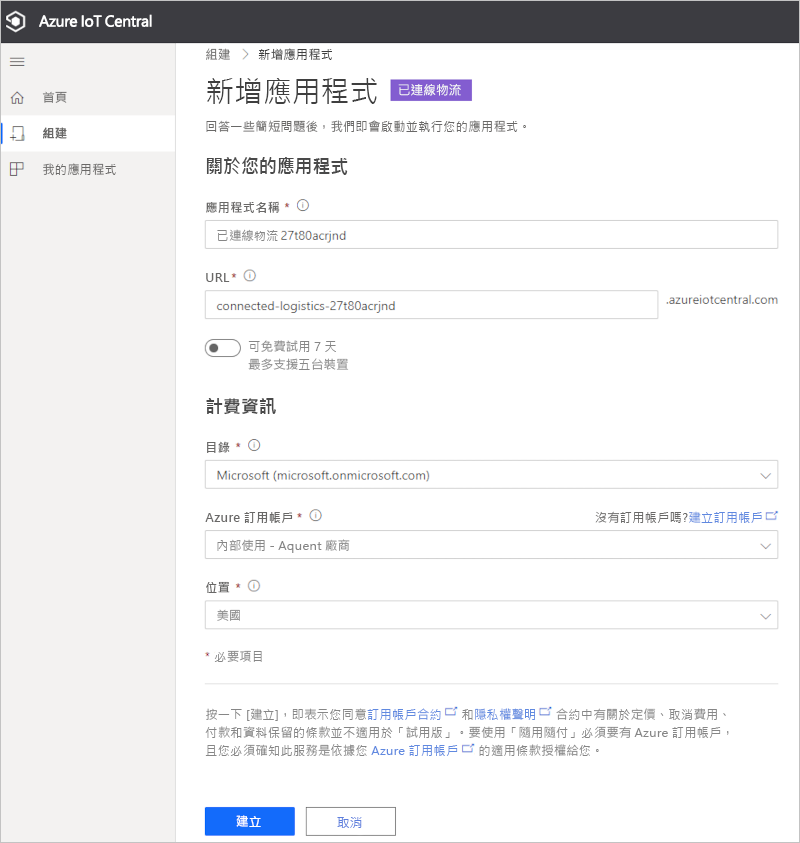 Azure IoT Central
首頁
組建
我的應用程式
組建 > 新增應用程式
新增應用程式 已連線物流
回答一些簡短問題後，我們即會啟動並執行您的應用程式。
關於您的應用程式
應用程式名稱 *
已連線物流 27t80acrjnd
URL *
connected-logistics-27t80acrjnd .azureiotcentral.com
可免費試用 7 天
最多支援五台裝置
計費資訊
目錄 *
Microsoft (microsoft.onmicrosoft.com)
Azure 訂用帳戶 * 沒有訂用帳戶嗎?建立訂用帳戶
內部使用 - Aquent 廠商
位置 *
美國
* 必要項目
按一下 [建立]，即表示您同意訂用帳戶合約 和隱私權聲明 合約中有關於定價、取消費用、
付款和資料保留的條款並不適用於「試用版」。要使用「隨用隨付」必須要有 Azure 訂用帳戶，
且您必須確知此服務是依據您 Azure 訂用帳戶 的適用條款授權給您。
建立 取消